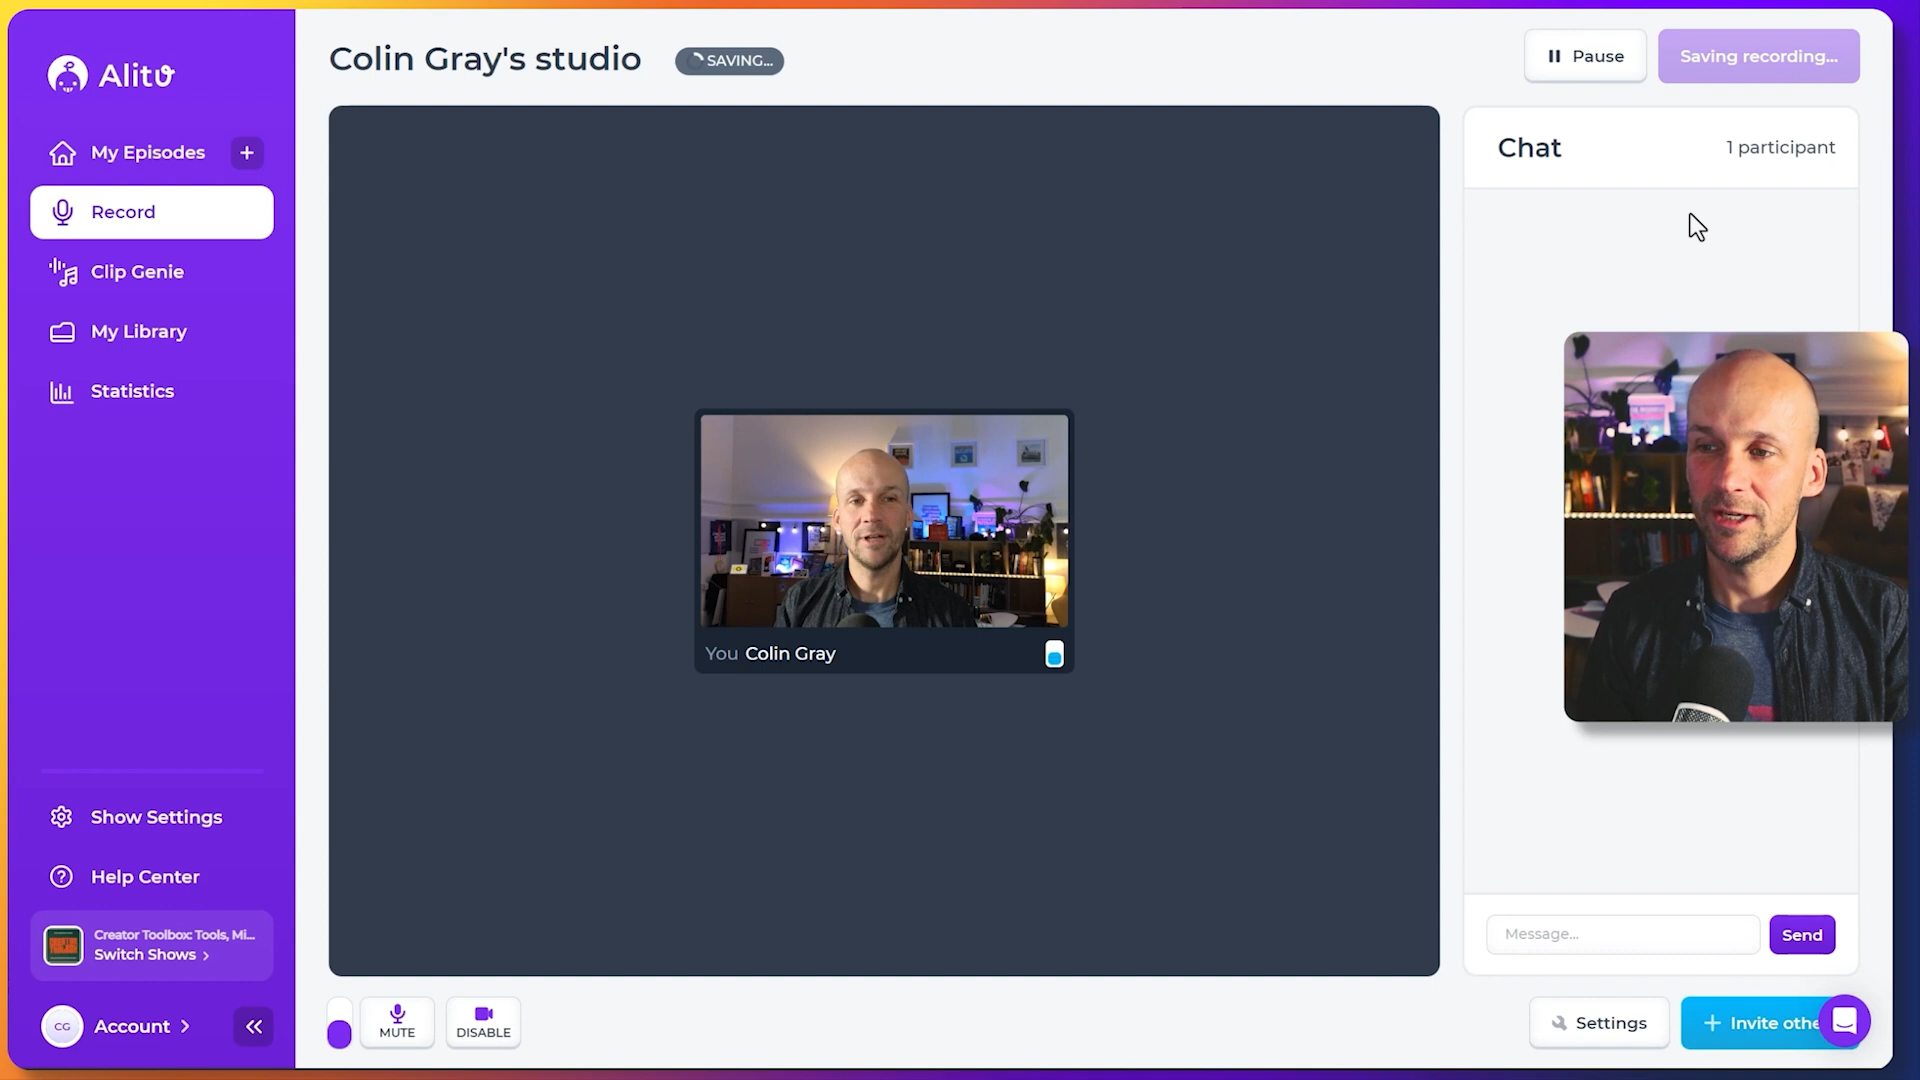 Alitu
My Episodes
Record
Clip Genie
My Library
Statistics
Show Settings
Help Center
Creator Toolbox: Tools, Mi...
Switch Shows
CG
Account
Colin Gray's studio
SAVING...
Pause
Saving recording...
You Colin Gray
Chat
1 participant
Message...
Send
MUTE
DISABLE
Settings
Invite othe